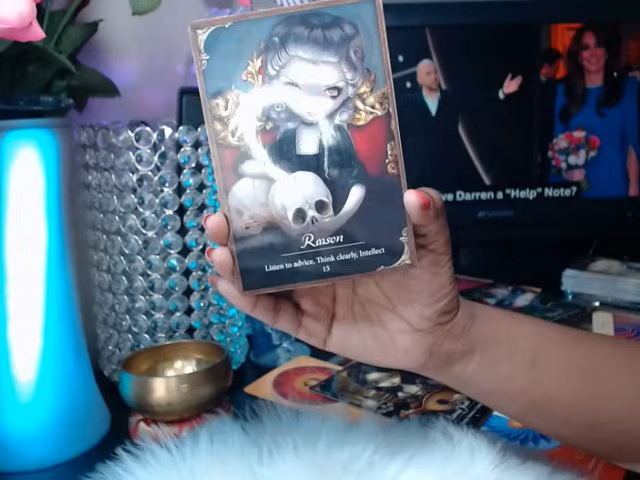 Raison
Listen to advice, Think clearly, Intellect
15
ve Darren a "Help" Note?